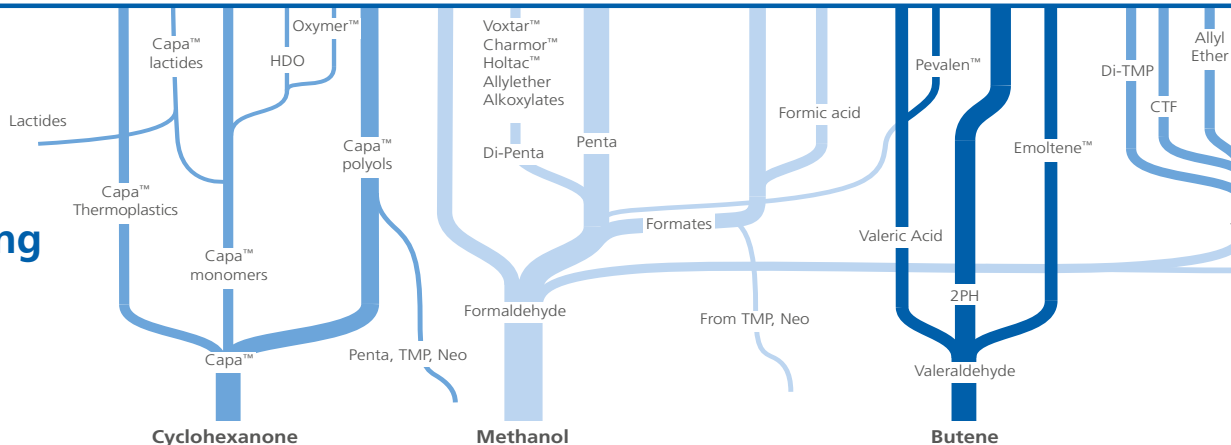 Oxymer™
Voxtar™
Charmor™
Holtac™
Allylether
Alkoxylates
Capa™
lactides
HDO
Pevalen™
Allyl
Ether
Di-TMP
CTF
Lactides
Formic acid
Capa™
polyols
Di-Penta
Penta
Emoltene™
Capa™
Thermoplastics
Formates
Valeric Acid
ng
Capa™
monomers
2PH
Formaldehyde
From TMP, Neo
Capa™
Penta, TMP, Neo
Valeraldehyde
Cyclohexanone
Methanol
Butene